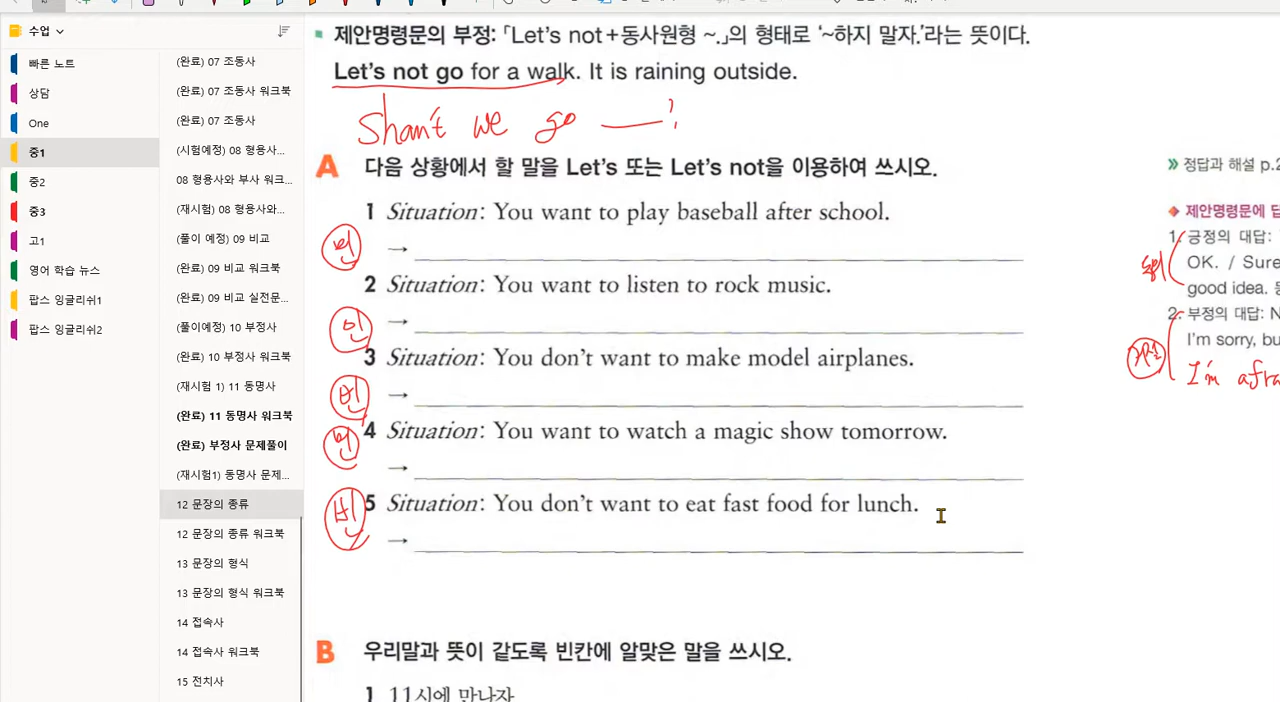 수업
빠른 노트
상담
One
중1
중2
중3
고1
영어 학습 뉴스
팝스 잉글리쉬1
팝스 잉글리쉬2
(완료) 07 조동사
(완료) 07 조동사 워크북
(완료) 07 조동사
(시험예정) 08 형용사...
08 형용사와 부사 워크...
(재시험) 08 형용사와...
(풀이 예정) 09 비교
(완료) 09 비교 워크북
(완료) 09 비교 실전문...
(풀이예정) 10 부정사
(완료) 10 부정사 워크북
(재시험 1) 11 동명사
(완료) 11 동명사 워크북
(완료) 부정사 문제풀이
(재시험1) 동명사 문제...
12 문장의 종류
12 문장의 종류 워크북
13 문장의 형식
13 문장의 형식 워크북
14 접속사
14 접속사 워크북
15 전치사
제안명령문의 부정: 「Let's not+동사원형 ~.」의 형태로 '~하지 말자.'라는 뜻이다.
Let's not go for a walk. It is raining outside.
Shan't we go ―?
A 다음 상황에서 할 말을 Let's 또는 Let's not을 이용하여 쓰시오.
1 Situation: You want to play baseball after school.
→
2 Situation: You want to listen to rock music.
→
3 Situation: You don't want to make model airplanes.
→
4 Situation: You want to watch a magic show tomorrow.
→
5 Situation: You don't want to eat fast food for lunch.
→
B 우리말과 뜻이 같도록 빈칸에 알맞은 말을 쓰시오.
1 11시에 만나자
» 정답과 해설 p.2
◆ 제안명령문에 답
1. 긍정의 대답:
OK. / Sure
good idea. 동
2. 부정의 대답: N
I'm sorry, bu
거절
I'm afra